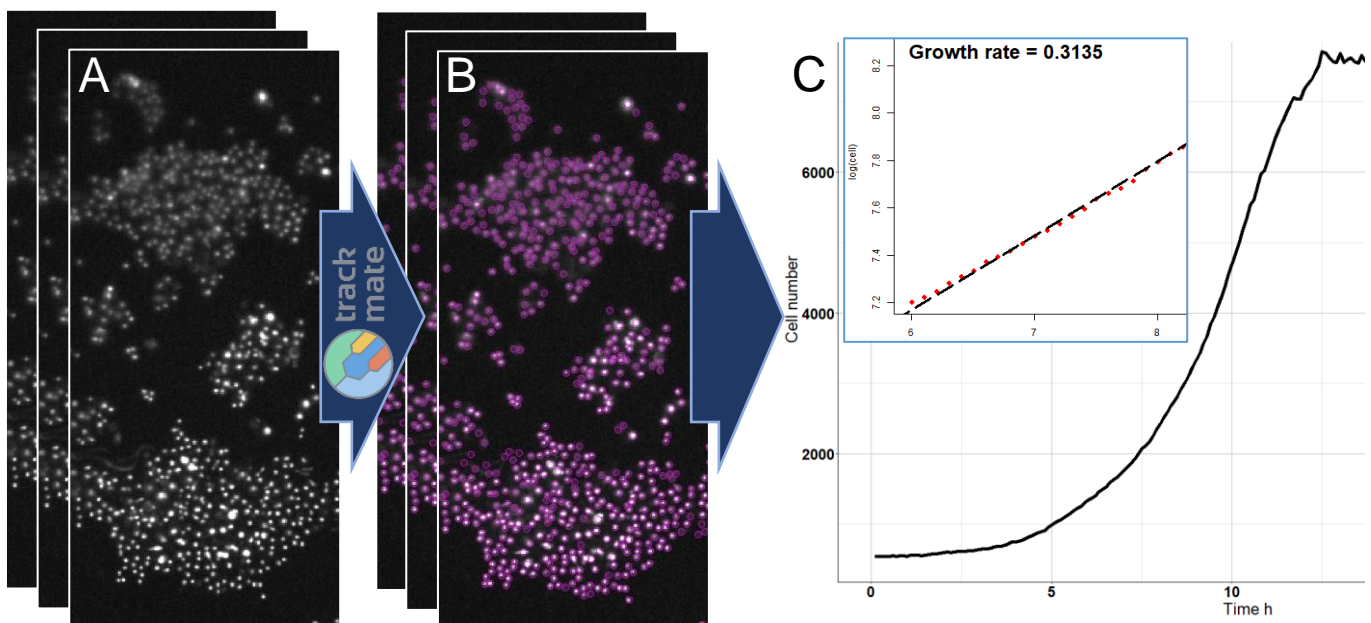 A
track
mate
B
C
Growth rate = 0.3135
8.2
8.0
7.8
7.6
7.4
7.2
log(cell)
6
7
8
6000
4000
2000
Cell number
0
5
10
Time h